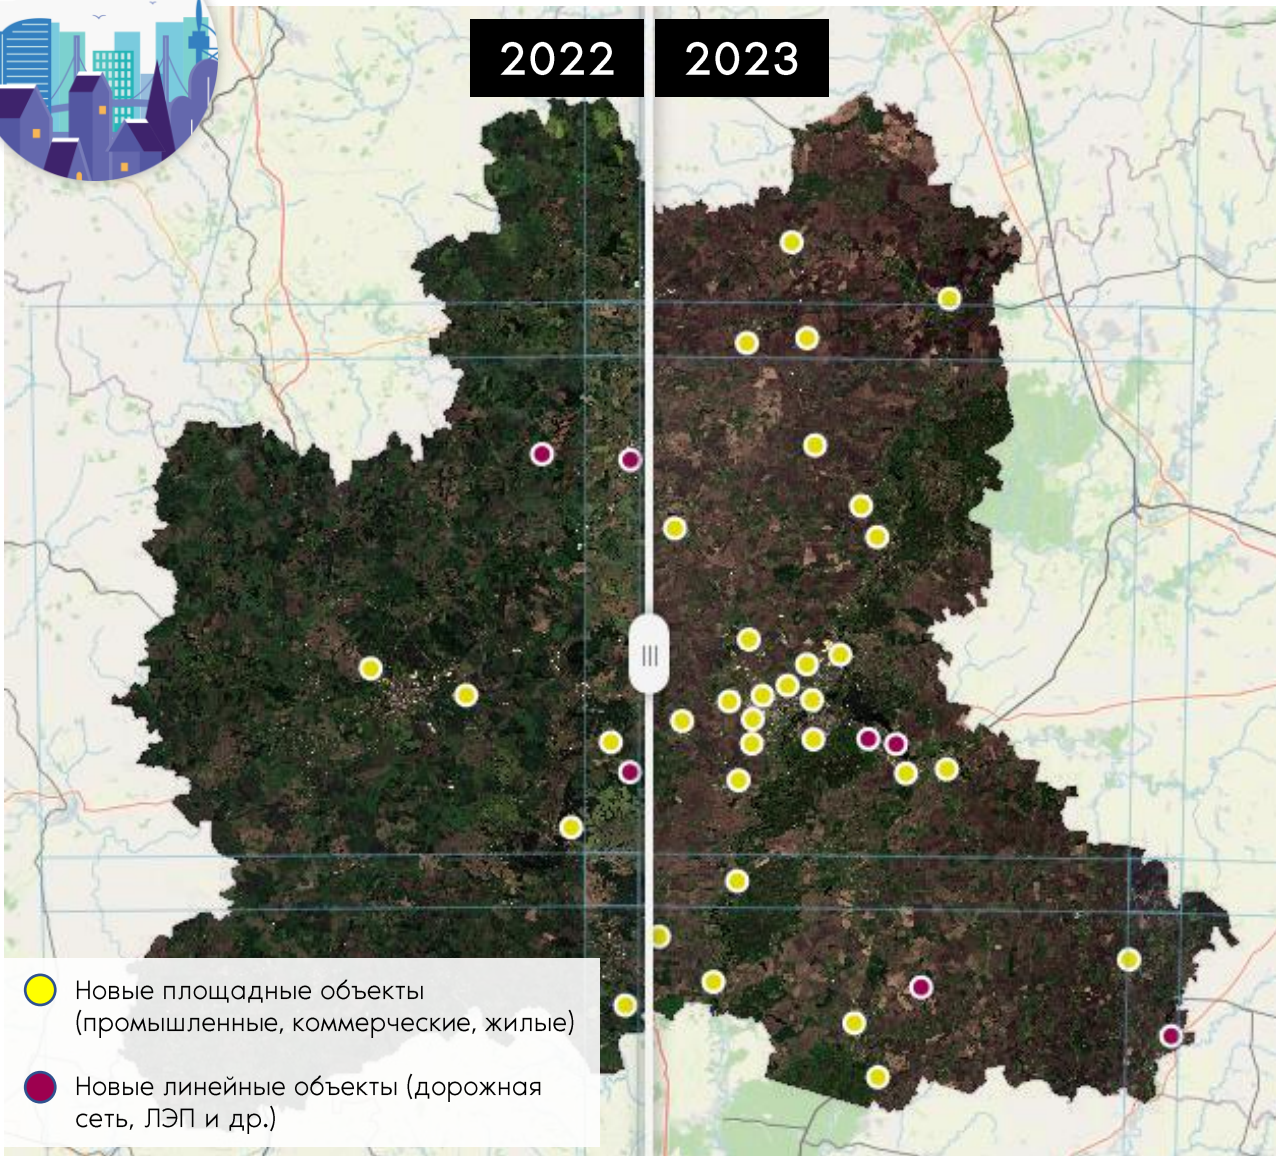 2022
2023
Новые площадные объекты
(промышленные, коммерческие, жилые)
Новые линейные объекты (дорожная
сеть, ЛЭП и др.)